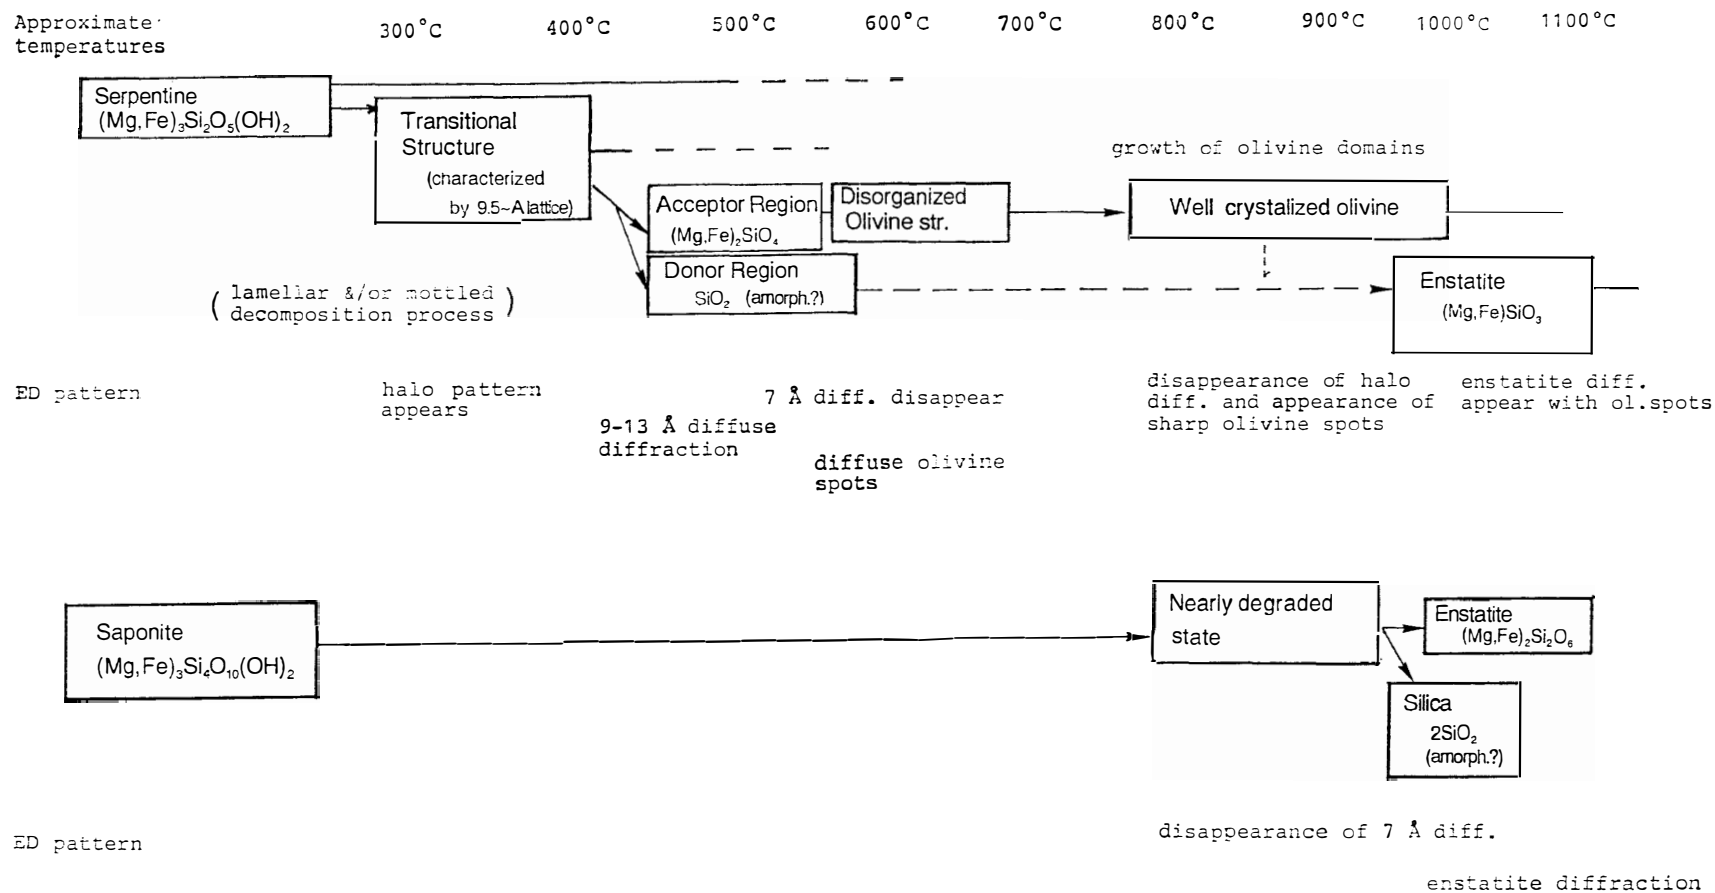 Approximate
temperatures
300°C 400°C 500°C 600°C 700°C 800°C 900°C 1000°C 1100°C
Serpentine
(Mg,Fe)₃Si₂O₅(OH)₂
Transitional
Structure
(characterized
by 9.5~A lattice)
growth of olivine domains
Acceptor Region
(Mg,Fe)₂SiO₄
Disorganized
Olivine str.
Well crystalized olivine
Donor Region
SiO₂ (amorph.?)
Enstatite
(Mg,Fe)SiO₃
( lamellar &/or mottled
decomposition process )
ED pattern
halo pattern
appears
9-13 Å diffuse
diffraction
7 Å diff. disappear
diffuse olivine
spots
disappearance of halo
diff. and appearance of
sharp olivine spots
enstatite diff.
appear with ol.spots
Saponite
(Mg,Fe)₃Si₄O₁₀(OH)₂
Nearly degraded
state
Enstatite
(Mg,Fe)₂Si₂O₆
Silica
2SiO₂
(amorph.?)
ED pattern
disappearance of 7 Å diff.
enstatite diffraction